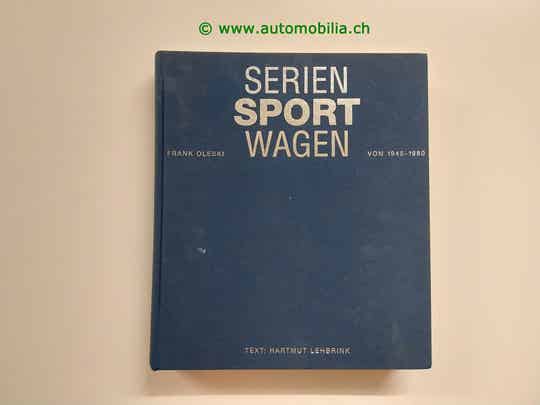 © www.automobilia.ch
SERIEN
SPORT
WAGEN
FRANK OLESKI VON 1945-1980
TEXT: HARTMUT LEHBRINK